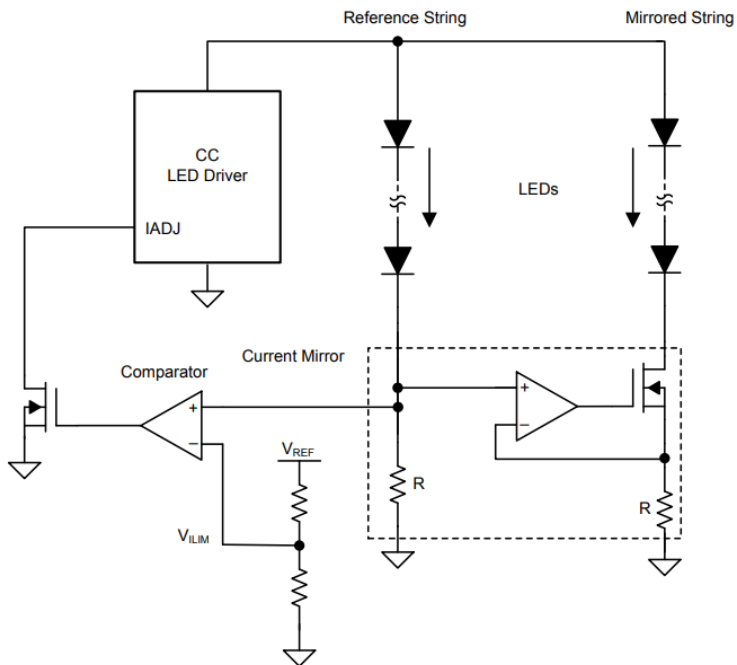 Reference String
Mirrored String
CC
LED Driver
LEDs
IADJ
Current Mirror
Comparator
+
−
+
−
VREF
R
R
VILIM